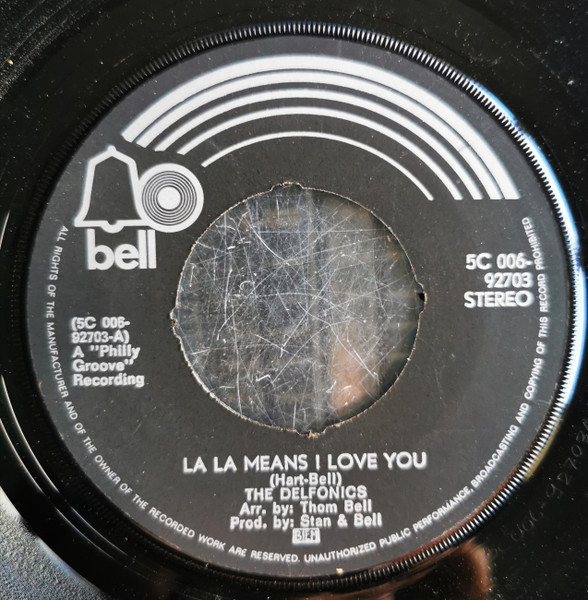 bell
5C 006-
92703
STEREO
(5C 006-
92703-A)
A "Philly
Groove"
Recording
LA LA MEANS I LOVE YOU
(Hart-Bell)
THE DELFONICS
Arr. by: Thom Bell
Prod. by: Stan & Bell
ALL RIGHTS OF THE MANUFACTURER AND OF THE OWNER OF THE RECORDED WORK ARE RESERVED. UNAUTHORIZED PUBLIC PERFORMANCE, BROADCASTING AND COPYING OF THIS RECORD PROHIBITED